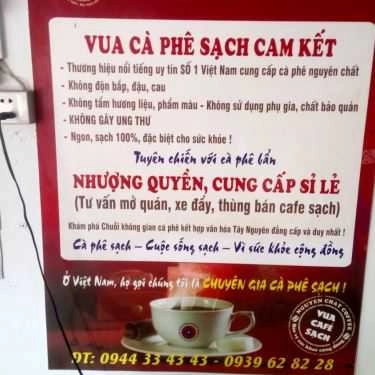 VUA CÀ PHÊ SẠCH CAM KẾT
- Thương hiệu nổi tiếng uy tín SỐ 1 Việt Nam cung cấp cà phê nguyên chất
- Không độn bắp, đậu, cau
- Không tẩm hương liệu, phẩm màu - Không sử dụng phụ gia, chất bảo quản
- KHÔNG GÂY UNG THƯ
- Ngon, sạch 100%, đặc biệt cho sức khỏe !
Tuyên chiến với cà phê bẩn
NHƯỢNG QUYỀN, CUNG CẤP SỈ LẺ
(Tư vấn mở quán, xe đẩy, thùng bán cafe sạch)
Khám phá Chuỗi không gian cà phê kết hợp văn hóa Tây Nguyên đẳng cấp và duy nhất !
Cà phê sạch - Cuộc sống sạch - Vì sức khỏe cộng đồng
Ở Việt Nam, họ gọi chúng tôi là CHUYÊN GIA CÀ PHÊ SẠCH !
NGUYEN CHAT COFFEE
VUA
CAFÉ
SẠCH
ĐT: 0944 33 43 43 - 0939 62 82 28